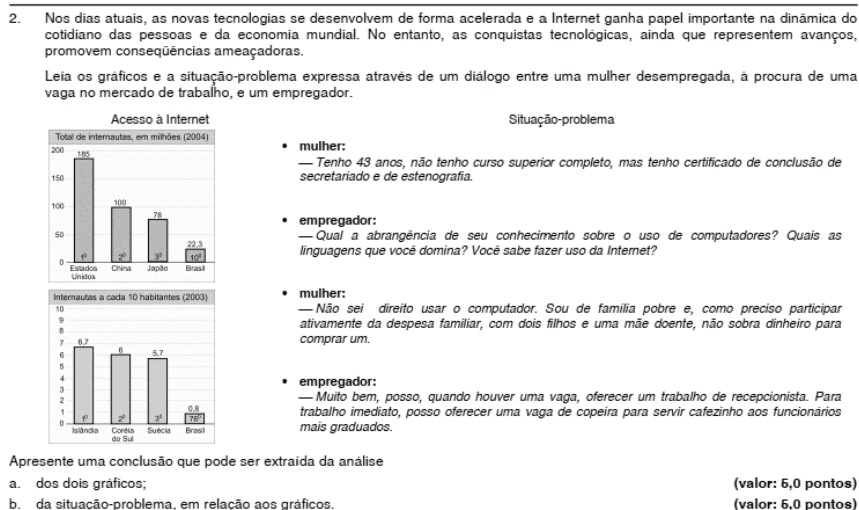 2. Nos dias atuais, as novas tecnologias se desenvolvem de forma acelerada e a Internet ganha papel importante na dinâmica do
cotidiano das pessoas e da economia mundial. No entanto, as conquistas tecnológicas, ainda que representem avanços,
promovem conseqüências ameaçadoras.
Leia os gráficos e a situação-problema expressa através de um diálogo entre uma mulher desempregada, à procura de uma
vaga no mercado de trabalho, e um empregador.
Acesso à Internet
Total de internautas, em milhões (2004)
200
150
100
50
0
185
100
78
22,3
1º
2º
3º
10º
Estados
Unidos
China
Japão
Brasil
Internautas a cada 10 habitantes (2003)
10
9
8
7
6
5
4
3
2
1
0
6,7
6
5,7
0,8
1º
2º
3º
76º
Islândia
Coréia
do Sul
Suécia
Brasil
Situação-problema
• mulher:
— Tenho 43 anos, não tenho curso superior completo, mas tenho certificado de conclusão de
secretariado e de estenografia.
• empregador:
— Qual a abrangência de seu conhecimento sobre o uso de computadores? Quais as
linguagens que você domina? Você sabe fazer uso da Internet?
• mulher:
— Não sei direito usar o computador. Sou de família pobre e, como preciso participar
ativamente da despesa familiar, com dois filhos e uma mãe doente, não sobra dinheiro para
comprar um.
• empregador:
— Muito bem, posso, quando houver uma vaga, oferecer um trabalho de recepcionista. Para
trabalho imediato, posso oferecer uma vaga de copeira para servir cafezinho aos funcionários
mais graduados.
Apresente uma conclusão que pode ser extraída da análise
a. dos dois gráficos; (valor: 5,0 pontos)
b. da situação-problema, em relação aos gráficos. (valor: 5,0 pontos)